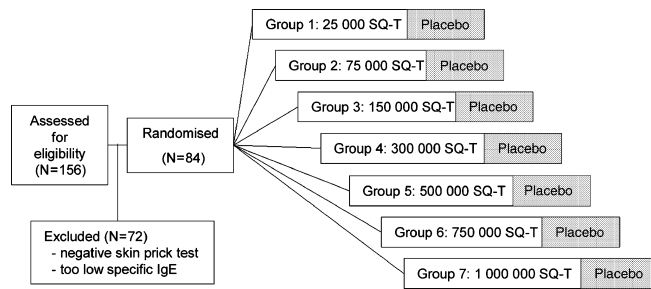 Assessed
for
eligibility
(N=156)
Randomised
(N=84)
Excluded (N=72)
- negative skin prick test
- too low specific IgE
Group 1: 25 000 SQ-T Placebo
Group 2: 75 000 SQ-T Placebo
Group 3: 150 000 SQ-T Placebo
Group 4: 300 000 SQ-T Placebo
Group 5: 500 000 SQ-T Placebo
Group 6: 750 000 SQ-T Placebo
Group 7: 1 000 000 SQ-T Placebo